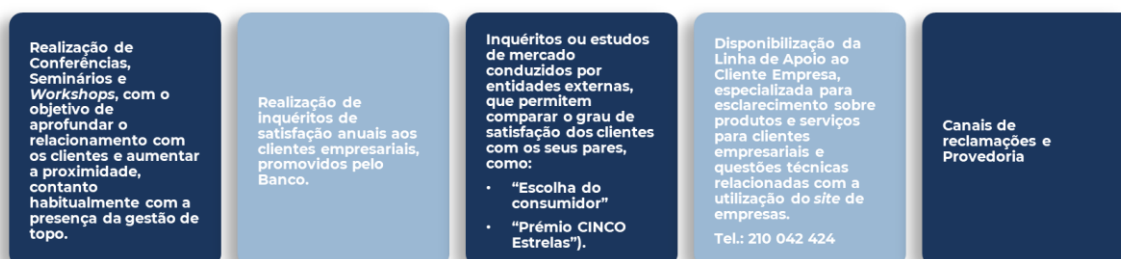 Realização de
Conferências,
Seminários e
Workshops, com o
objetivo de
aprofundar o
relacionamento com
os clientes e aumentar
a proximidade,
contanto
habitualmente com a
presença da gestão de
topo.
Realização de
inquéritos de
satisfação anuais aos
clientes empresariais,
promovidos pelo
Banco.
Inquéritos ou estudos
de mercado
conduzidos por
entidades externas,
que permitem
comparar o grau de
satisfação dos clientes
com os seus pares,
como:
• “Escolha do
consumidor”
• “Prémio CINCO
Estrelas”).
Disponibilização da
Linha de Apoio ao
Cliente Empresa,
especializada para
esclarecimento sobre
produtos e serviços
para clientes
empresariais e
questões técnicas
relacionadas com a
utilização do site de
empresas.
Tel.: 210 042 424
Canais de
reclamações e
Provedoria